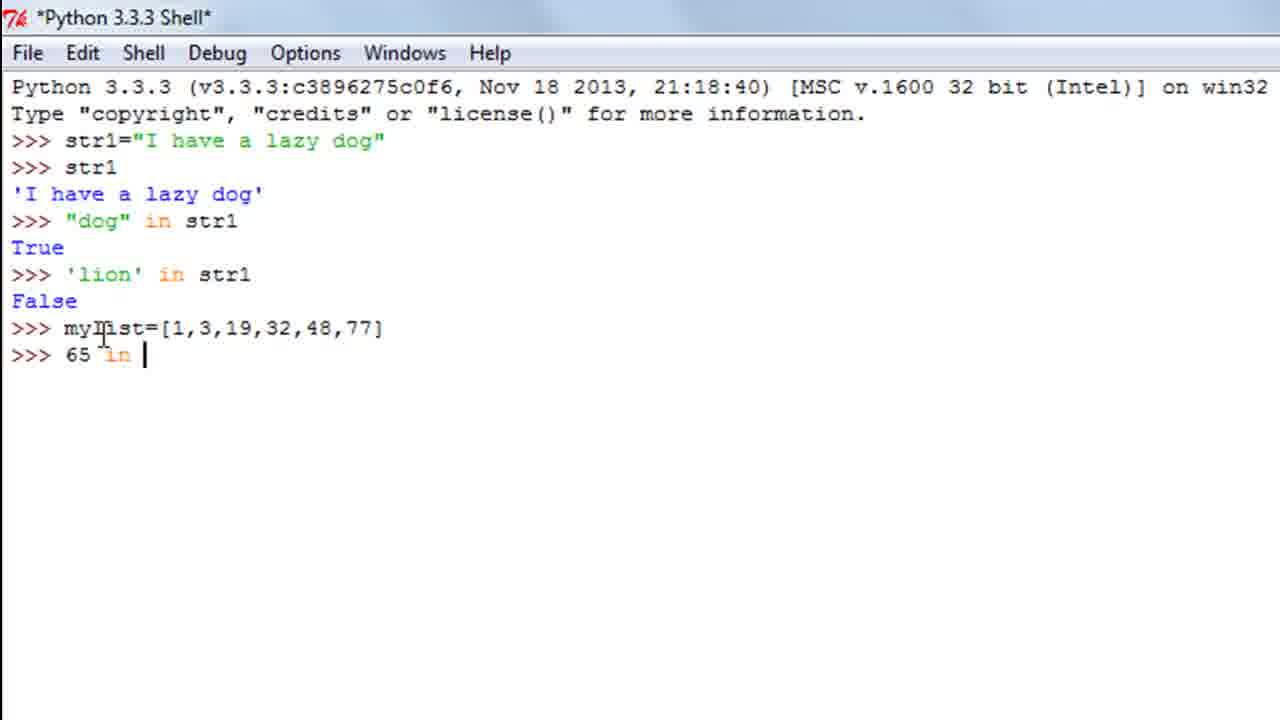 *Python 3.3.3 Shell*
File Edit Shell Debug Options Windows Help
Python 3.3.3 (v3.3.3:c3896275c0f6, Nov 18 2013, 21:18:40) [MSC v.1600 32 bit (Intel)] on win32
Type "copyright", "credits" or "license()" for more information.
>>> str1="I have a lazy dog"
>>> str1
'I have a lazy dog'
>>> "dog" in str1
True
>>> 'lion' in str1
False
>>> mylist=[1,3,19,32,48,77]
>>> 65 in